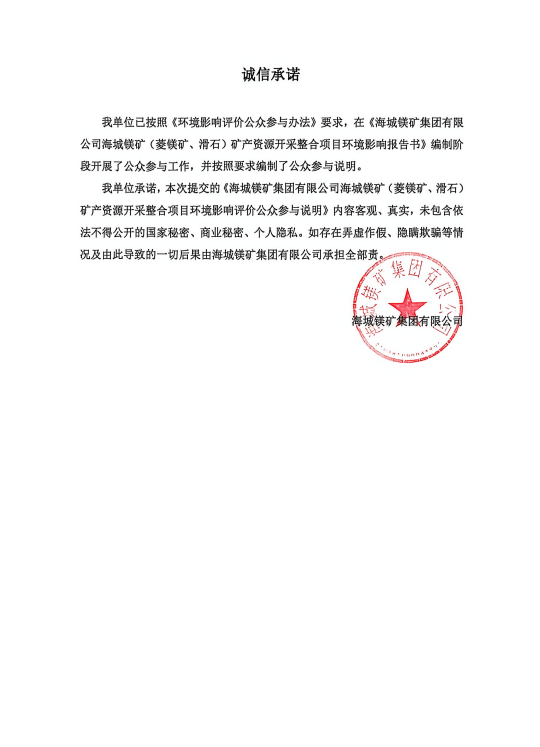 诚信承诺
我单位已按照《环境影响评价公众参与办法》要求，在《海城镁矿集团有限
公司海城镁矿（菱镁矿、滑石）矿产资源开采整合项目环境影响报告书》编制阶
段开展了公众参与工作，并按照要求编制了公众参与说明。
我单位承诺，本次提交的《海城镁矿集团有限公司海城镁矿（菱镁矿、滑石）
矿产资源开采整合项目环境影响评价公众参与说明》内容客观、真实，未包含依
法不得公开的国家秘密、商业秘密、个人隐私。如存在弄虚作假、隐瞒欺骗等情
况及由此导致的一切后果由海城镁矿集团有限公司承担全部责。
海城镁矿集团有限公司
海城镁矿集团有限公司